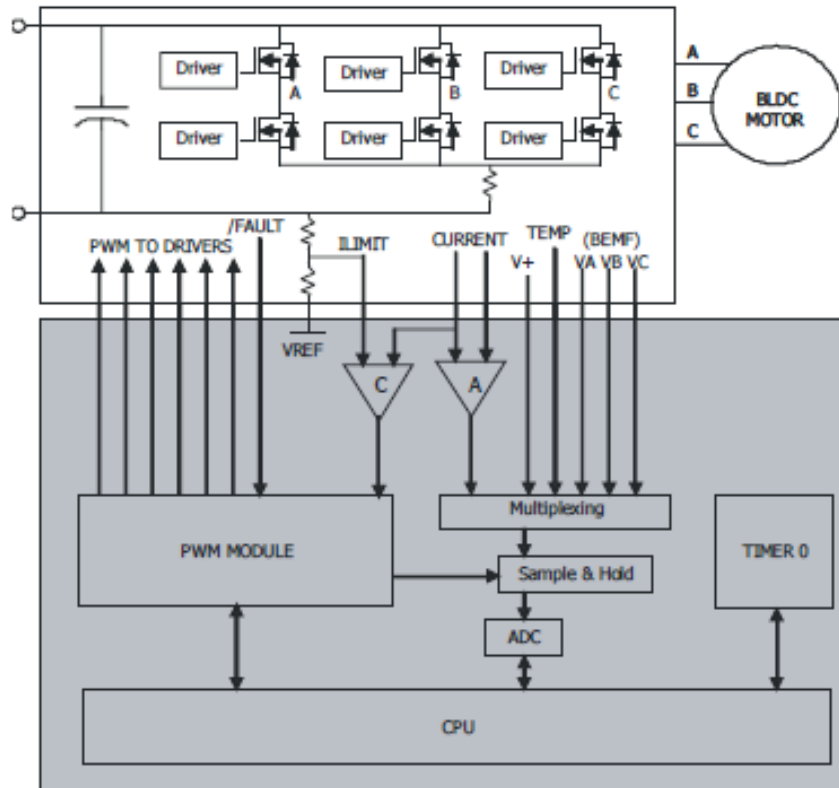 Driver
Driver
Driver
A
B
C
Driver
Driver
Driver
A
B
C
BLDC
MOTOR
PWM TO DRIVERS
/FAULT
ILIMIT
CURRENT
TEMP
V+
(BEMF)
VA VB VC
VREF
C
A
PWM MODULE
Multiplexing
Sample & Hold
ADC
TIMER 0
CPU